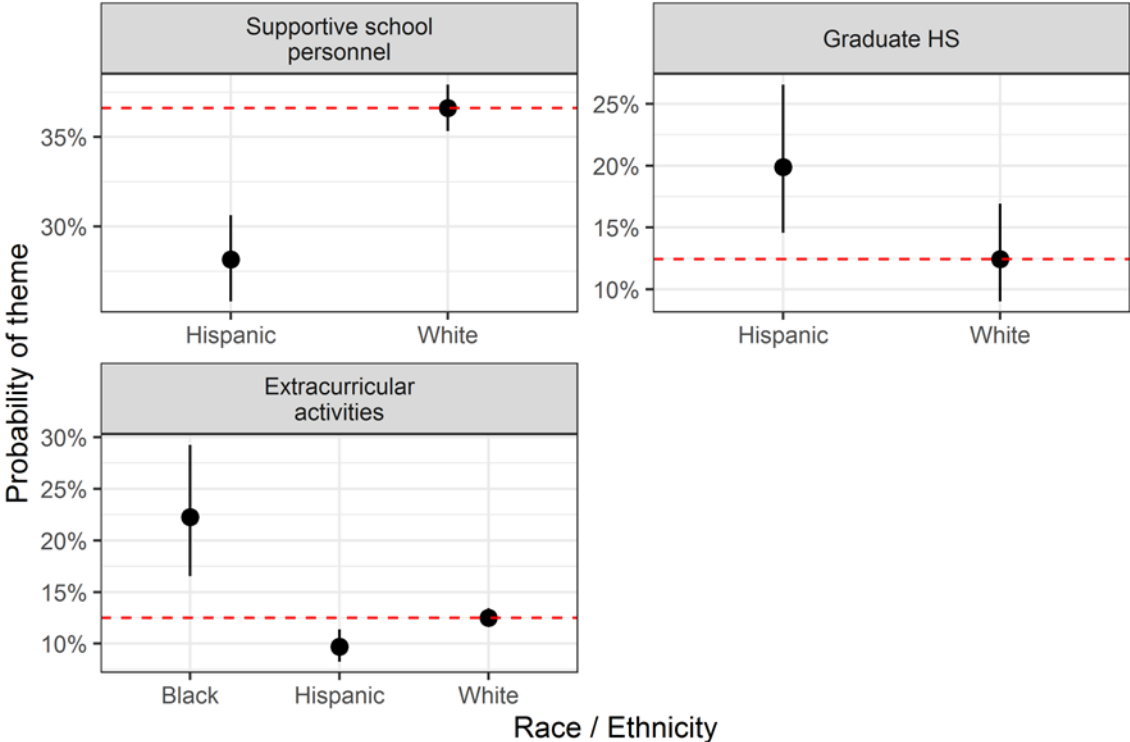 Supportive school
personnel
Graduate HS
35%
30%
Hispanic
White
25%
20%
15%
10%
Hispanic
White
Extracurricular
activities
30%
25%
20%
15%
10%
Black
Hispanic
White
Probability of theme
Race / Ethnicity